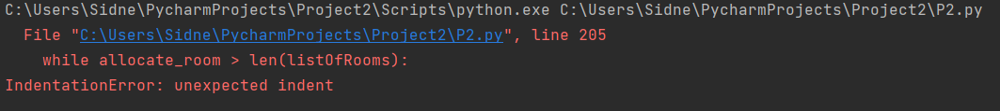 C:\Users\Sidne\PycharmProjects\Project2\Scripts\python.exe C:\Users\Sidne\PycharmProjects\Project2\P2.py
  File "C:\Users\Sidne\PycharmProjects\Project2\P2.py", line 205
    while allocate_room > len(listOfRooms):
IndentationError: unexpected indent